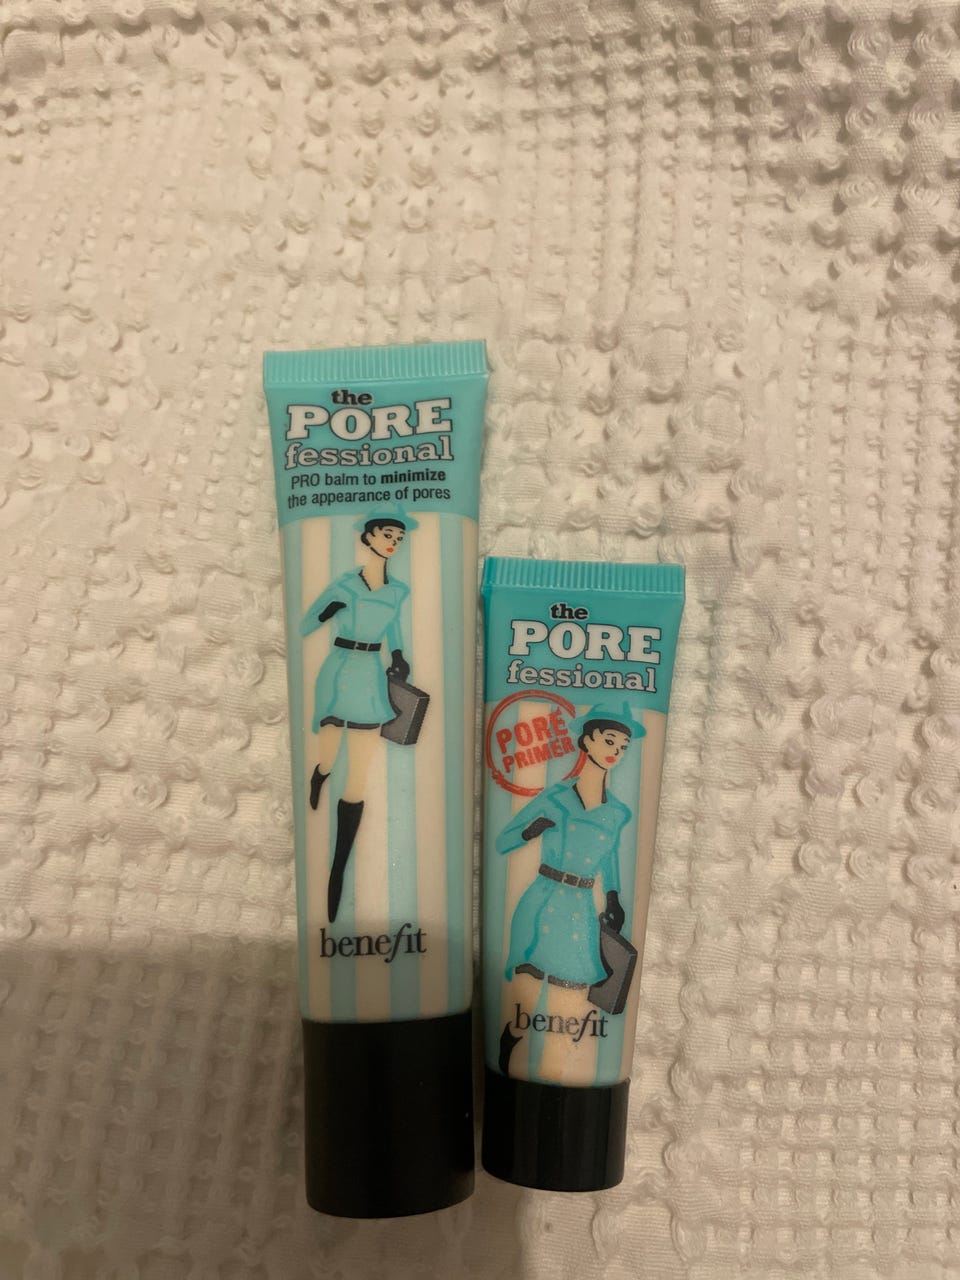 the
PORE
fessional
PRO balm to minimize
the appearance of pores
benefit
the
PORE
fessional
PORE
PRIMER
benefit